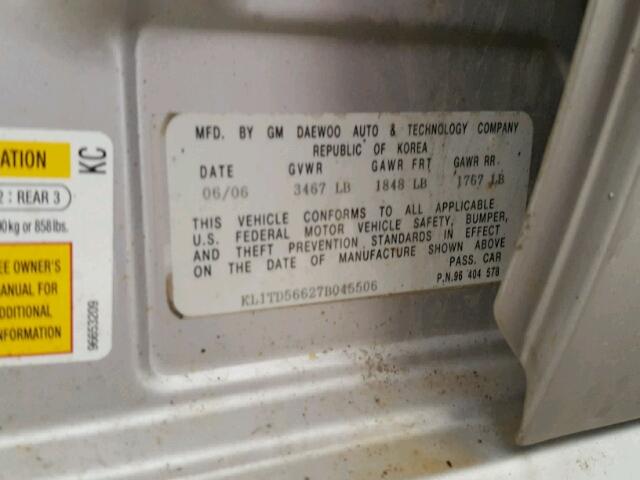 ATION
2 : REAR 3
0kg or 858 lbs.
EE OWNER'S
ANUAL FOR
DDITIONAL
NFORMATION
KC
96653209
MFD. BY GM DAEWOO AUTO & TECHNOLOGY COMPANY
REPUBLIC OF KOREA
DATE GVWR GAWR FRT GAWR RR.
06/06 3467 LB 1848 LB 1767 LB
THIS VEHICLE CONFORMS TO ALL APPLICABLE
U.S. FEDERAL MOTOR VEHICLE SAFETY, BUMPER,
AND THEFT PREVENTION STANDARDS IN EFFECT
ON THE DATE OF MANUFACTURE SHOWN ABOVE
PASS. CAR
KL1TD56627B045506
P.N.96 404 578